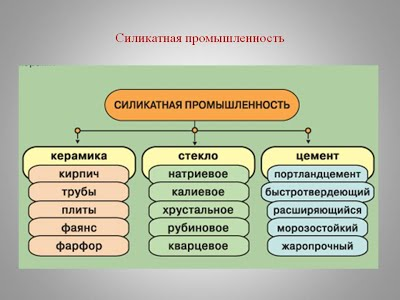 Силикатная промышленность
СИЛИКАТНАЯ ПРОМЫШЛЕННОСТЬ
керамика
кирпич
трубы
плиты
фаянс
фарфор
стекло
натриевое
калиевое
хрустальное
рубиновое
кварцевое
цемент
портландцемент
быстротвердеющий
расширяющийся
морозостойкий
жаропрочный